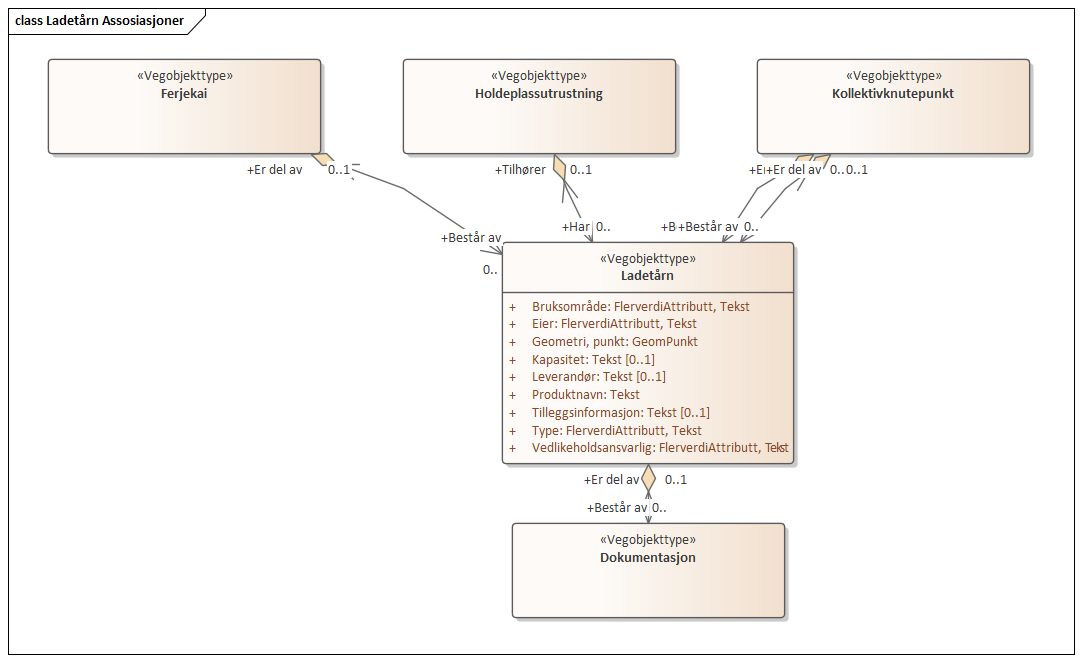 class Ladetårn Assosiasjoner
«Vegobjekttype»
Ferjekai
«Vegobjekttype»
Holdeplassutrustning
«Vegobjekttype»
Kollektivknutepunkt
+Er del av 0..1
+Tilhører 0..1
+Er del av 0..0..1
+Består av
0..
+Har 0..
+B +Består av 0..
«Vegobjekttype»
Ladetårn
+ Bruksområde: FlerverdiAttributt, Tekst
+ Eier: FlerverdiAttributt, Tekst
+ Geometri, punkt: GeomPunkt
+ Kapasitet: Tekst [0..1]
+ Leverandør: Tekst [0..1]
+ Produktnavn: Tekst
+ Tilleggsinformasjon: Tekst [0..1]
+ Type: FlerverdiAttributt, Tekst
+ Vedlikeholdsansvarlig: FlerverdiAttributt, Tekst
+Er del av 0..1
+Består av 0..
«Vegobjekttype»
Dokumentasjon